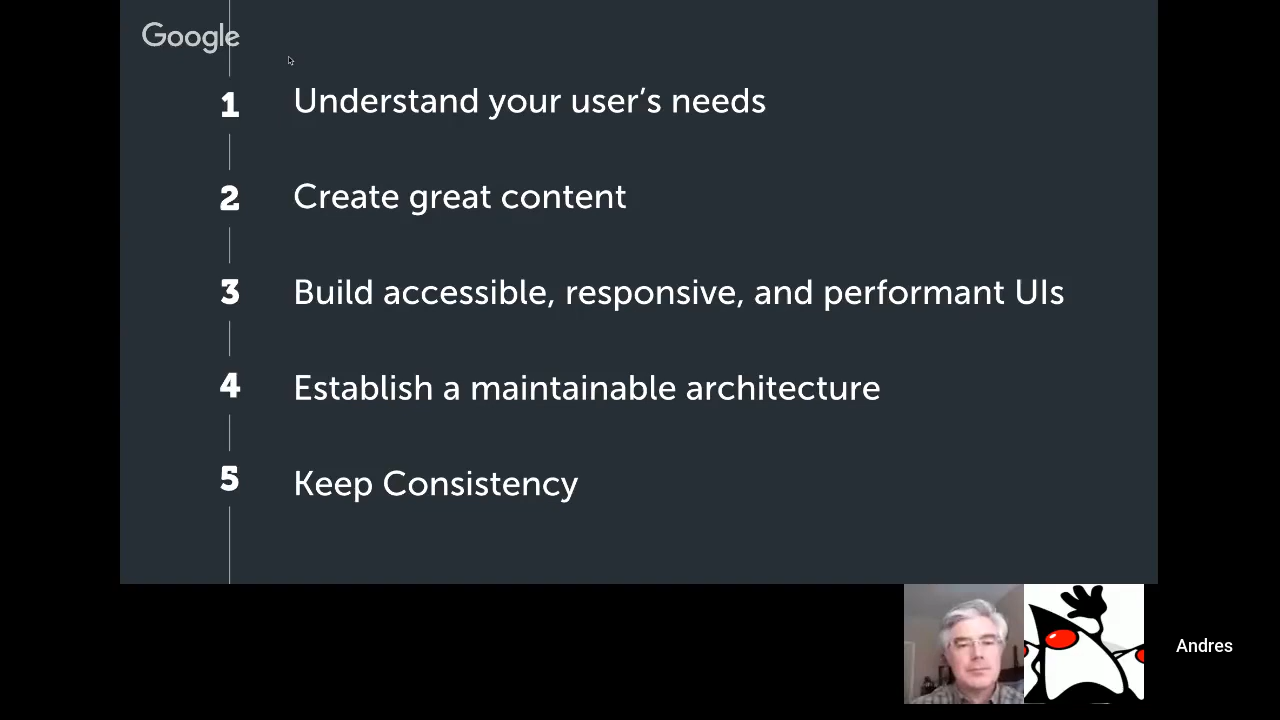 Google
1 Understand your user’s needs
2 Create great content
3 Build accessible, responsive, and performant UIs
4 Establish a maintainable architecture
5 Keep Consistency
Andres